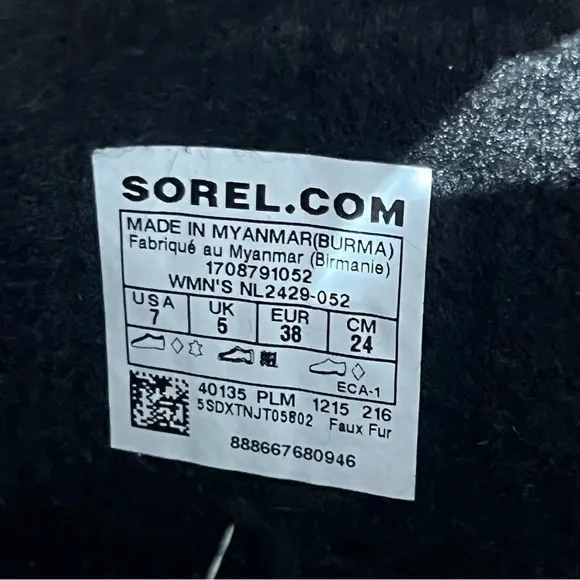 SOREL.COM
MADE IN MYANMAR(BURMA)
Fabriqué au Myanmar (Birmanie)
1708791052
WMN'S NL2429-052
USA UK EUR CM
7 5 38 24
ECA-1
40135 PLM 1215 216
5SDXTNJT05802 Faux Fur
888667680946